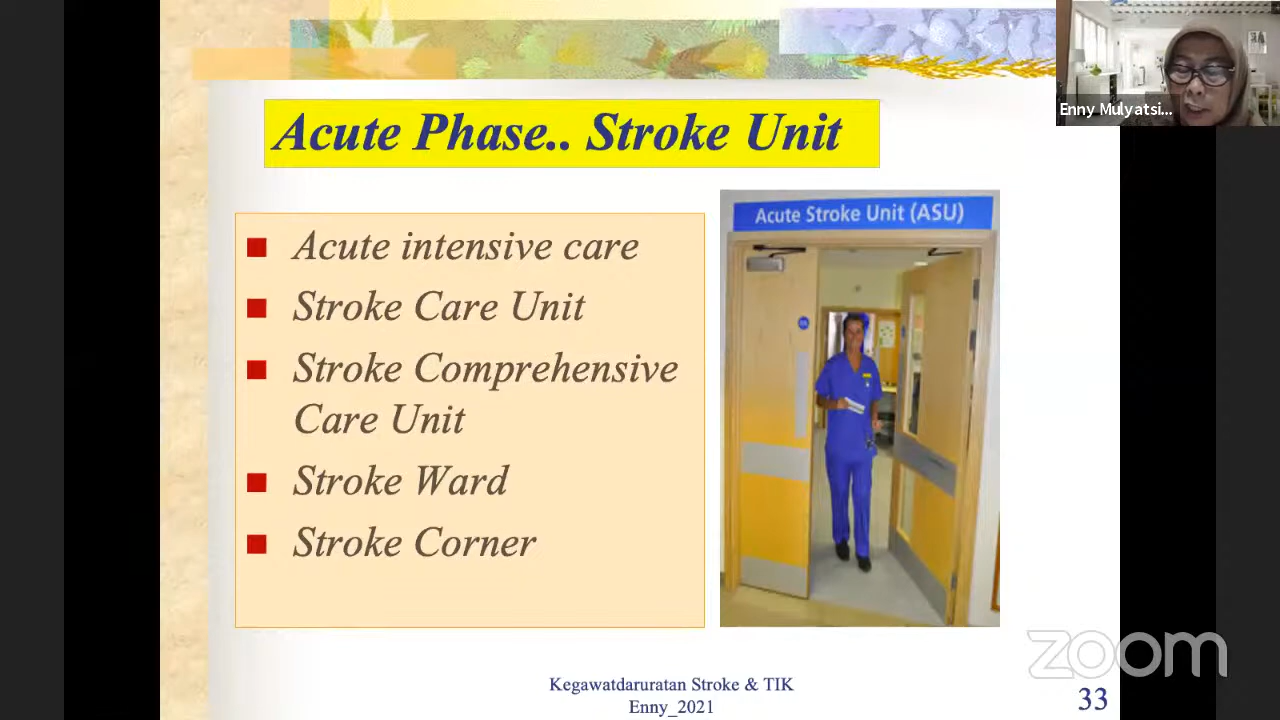 Acute Phase.. Stroke Unit
Enny Mulyatsi...
Acute Stroke Unit (ASU)
Acute intensive care
Stroke Care Unit
Stroke Comprehensive
Care Unit
Stroke Ward
Stroke Corner
zoom
Kegawatdaruratan Stroke & TIK
Enny_2021
33